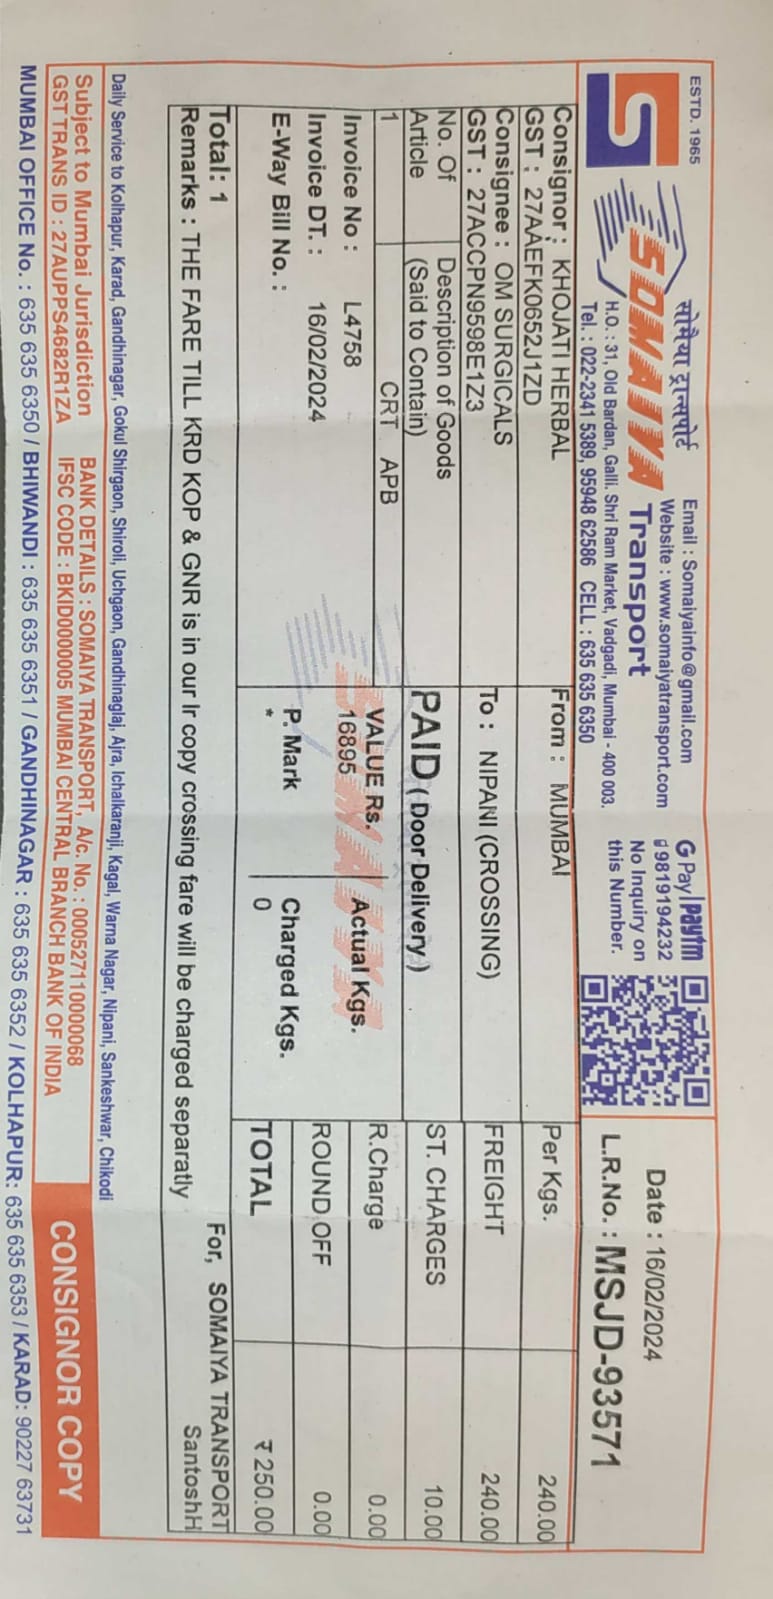 ESTD. 1965
सोमैया ट्रान्सपोर्ट
SOMAIYA Transport
Email : Somaiyainfo@gmail.com
Website : www.somaiyatransport.com
H.O. : 31, Old Bardan, Galli. Shri Ram Market, Vadgadi, Mumbai - 400 003.
Tel. : 022-2341 5389, 95948 62586 CELL : 635 635 6350
G Pay | paytm
9819194232
No Inquiry on
this Number.
Date : 16/02/2024
L.R.No. : MSJD-93571
Consignor : KHOJATI HERBAL
GST : 27AAEFK0652J1ZD
From : MUMBAI
Per Kgs. 240.00
Consignee : OM SURGICALS
GST : 27ACCPN9598E1Z3
To : NIPANI (CROSSING)
FREIGHT 240.00
No. Of Article
Description of Goods
(Said to Contain)
PAID ( Door Delivery )
ST. CHARGES 10.00
1 CRT APB
VALUE Rs. Actual Kgs.
16895
R.Charge 0.00
Invoice No : L4758
Invoice DT. : 16/02/2024
E-Way Bill No. :
P. Mark Charged Kgs.
* 0
ROUND OFF 0.00
TOTAL ₹ 250.00
Total: 1
Remarks : THE FARE TILL KRD KOP & GNR is in our lr copy crossing fare will be charged separatly
For, SOMAIYA TRANSPORT
SantoshH
Daily Service to Kolhapur, Karad, Gandhinagar, Gokul Shirgaon, Shiroli, Uchgaon, Gandhinaglaj, Ajra, Ichalkaranji, Kagal, Warna Nagar, Nipani, Sankeshwar, Chikodi
Subject to Mumbai Jurisdiction
GST TRANS ID : 27AUPPS4682R1ZA
BANK DETAILS : SOMAIYA TRANSPORT, A/c. No. : 000527110000068
IFSC CODE : BKID0000005 MUMBAI CENTRAL BRANCH BANK OF INDIA
CONSIGNOR COPY
MUMBAI OFFICE No. : 635 635 6350 / BHIWANDI : 635 635 6351 / GANDHINAGAR : 635 635 6352 / KOLHAPUR: 635 635 6353 / KARAD: 90227 63731